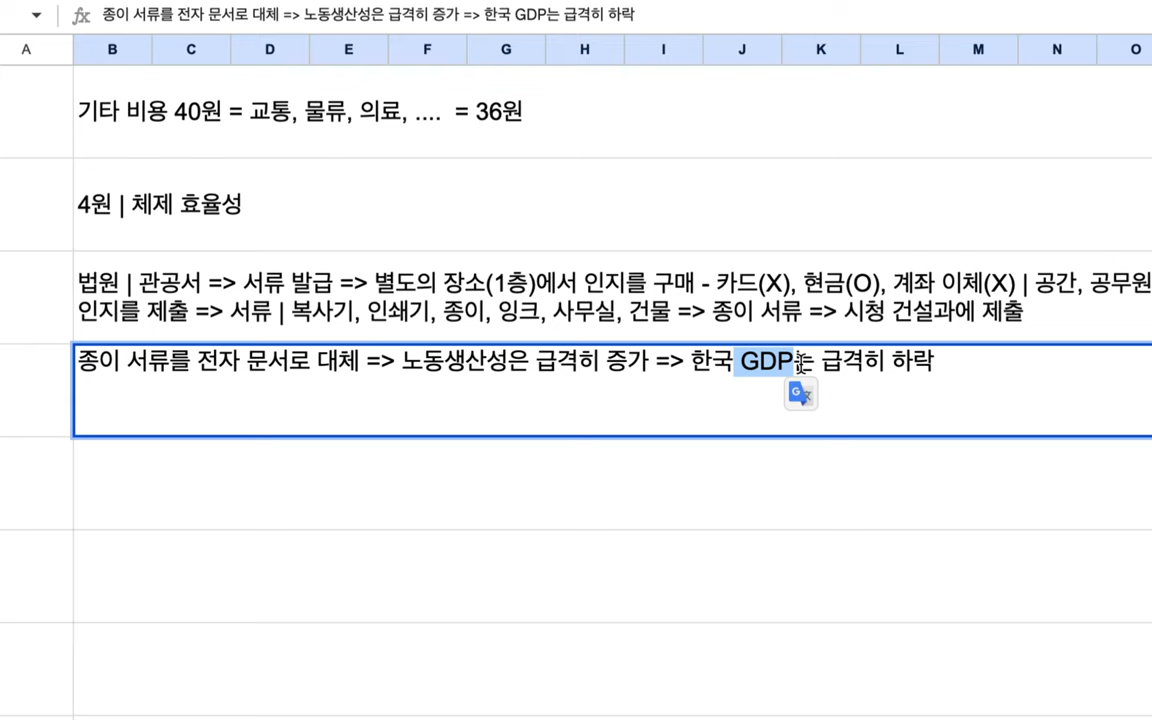 fx 종이 서류를 전자 문서로 대체 => 노동생산성은 급격히 증가 => 한국 GDP는 급격히 하락
A B C D E F G H I J K L M N O
기타 비용 40원 = 교통, 물류, 의료, .... = 36원
4원 | 체제 효율성
법원 | 관공서 => 서류 발급 => 별도의 장소(1층)에서 인지를 구매 - 카드(X), 현금(O), 계좌 이체(X) | 공간, 공무원
인지를 제출 => 서류 | 복사기, 인쇄기, 종이, 잉크, 사무실, 건물 => 종이 서류 => 시청 건설과에 제출
종이 서류를 전자 문서로 대체 => 노동생산성은 급격히 증가 => 한국 GDP는 급격히 하락